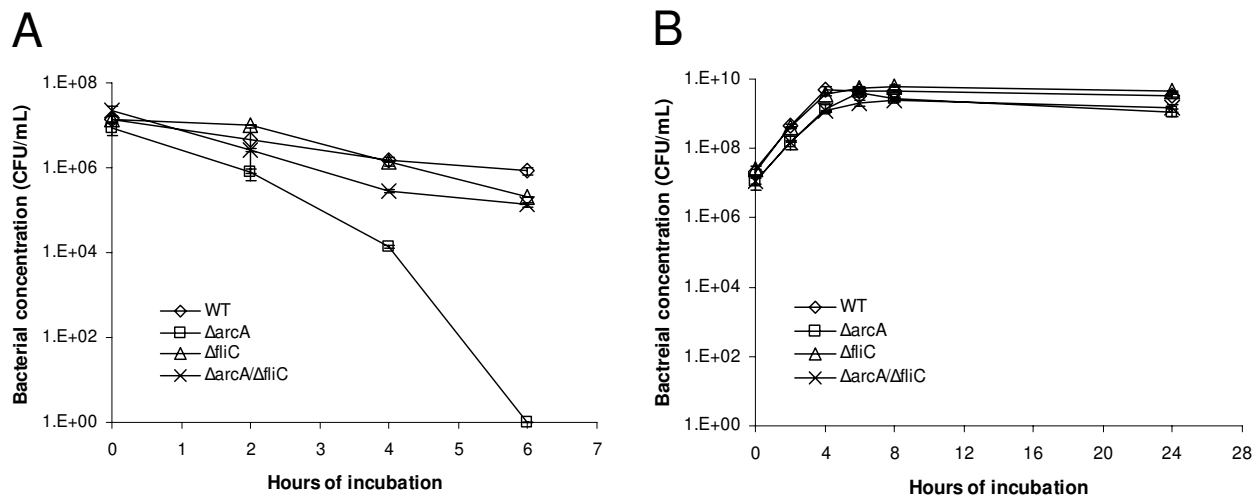 A
Bacterial concentration (CFU/mL)
1.E+08
1.E+06
1.E+04
1.E+02
1.E+00
WT
ΔarcA
ΔfliC
ΔarcA/ΔfliC
0 1 2 3 4 5 6 7
Hours of incubation
B
Bactreial concentration (CFU/mL)
1.E+10
1.E+08
1.E+06
1.E+04
1.E+02
1.E+00
WT
ΔarcA
ΔfliC
ΔarcA/ΔfliC
0 4 8 12 16 20 24 28
Hours of incubation